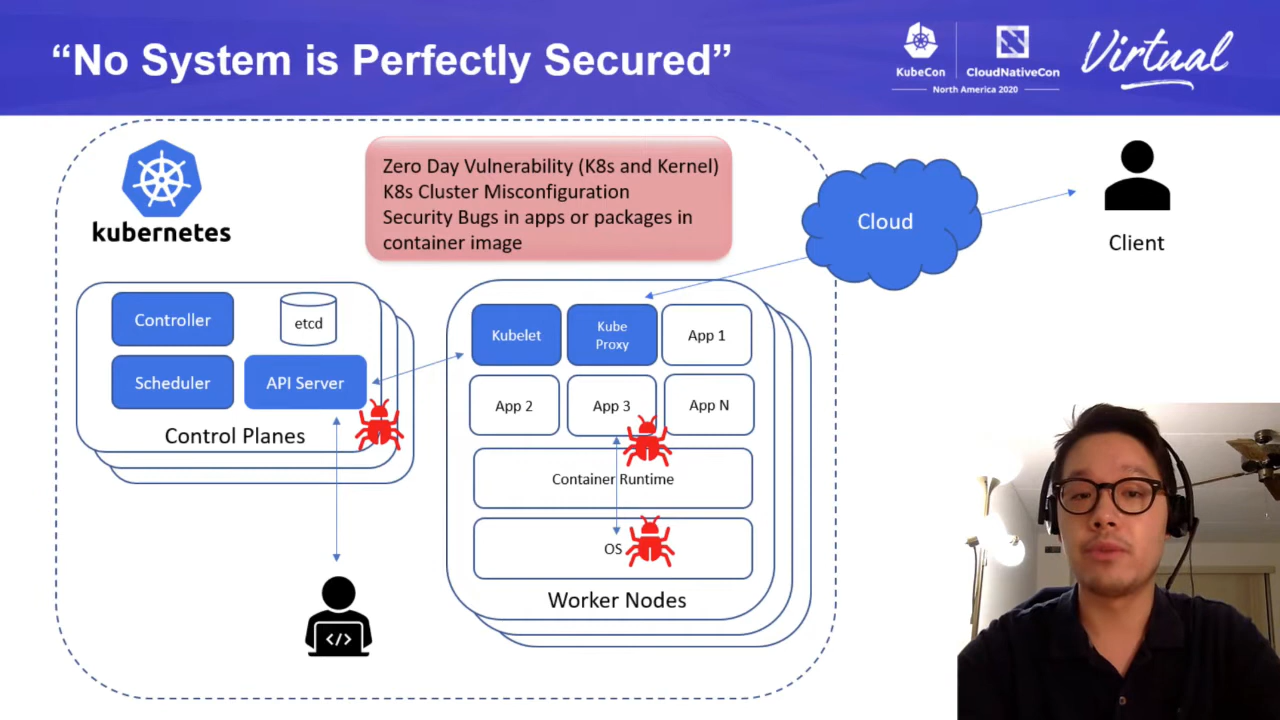 “No System is Perfectly Secured”
KubeCon
CloudNativeCon
North America 2020
Virtual
kubernetes
Zero Day Vulnerability (K8s and Kernel)
K8s Cluster Misconfiguration
Security Bugs in apps or packages in
container image
Cloud
Client
Controller
etcd
Scheduler
API Server
Control Planes
Kubelet
Kube
Proxy
App 1
App 2
App 3
App N
Container Runtime
OS
Worker Nodes
</>